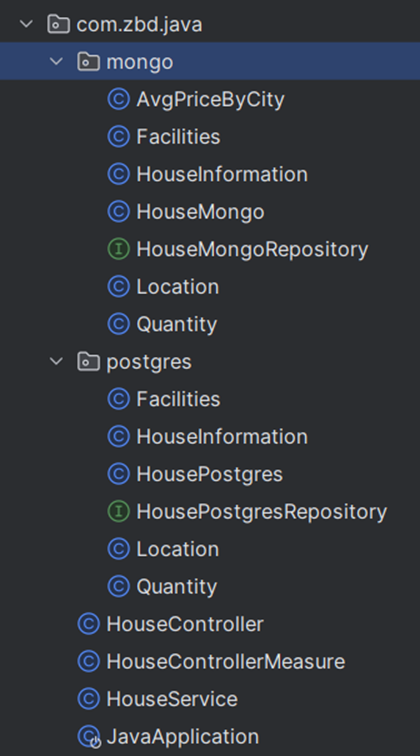 com.zbd.java
mongo
AvgPriceByCity
Facilities
HouseInformation
HouseMongo
HouseMongoRepository
Location
Quantity
postgres
Facilities
HouseInformation
HousePostgres
HousePostgresRepository
Location
Quantity
HouseController
HouseControllerMeasure
HouseService
JavaApplication